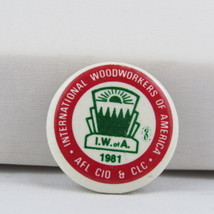 INTERNATIONAL WOODWORKERS OF AMERICA
I.W. of A.
1981
• AFL CIO & CLC •